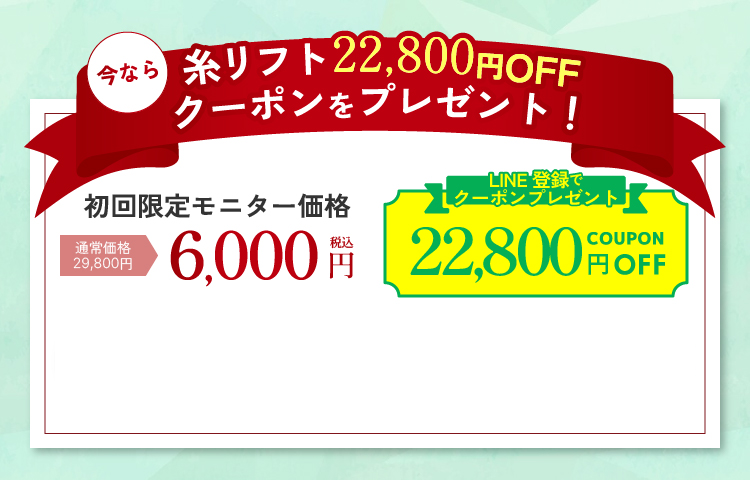 今なら
糸リフト22,800円OFF
クーポンをプレゼント！
初回限定モニター価格
通常価格
29,800円
6,000円
税込
LINE 登録で
クーポンプレゼント
22,800円
COUPON
OFF